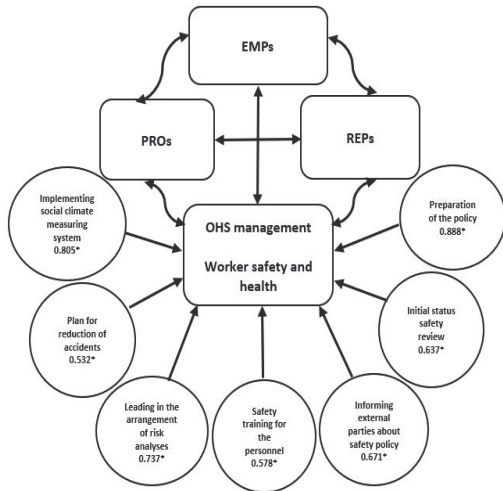 EMPs
PROs
REPs
OHS management
Worker safety and
health
Implementing
social climate
measuring
system
0.805*
Preparation
of the policy
0.888*
Plan for
reduction of
accidents
0.532*
Initial status
safety
review
0.637*
Leading in the
arrangement
of risk
analyses
0.737*
Safety
training for
the
personnel
0.578*
Informing
external
parties about
safety policy
0.671*